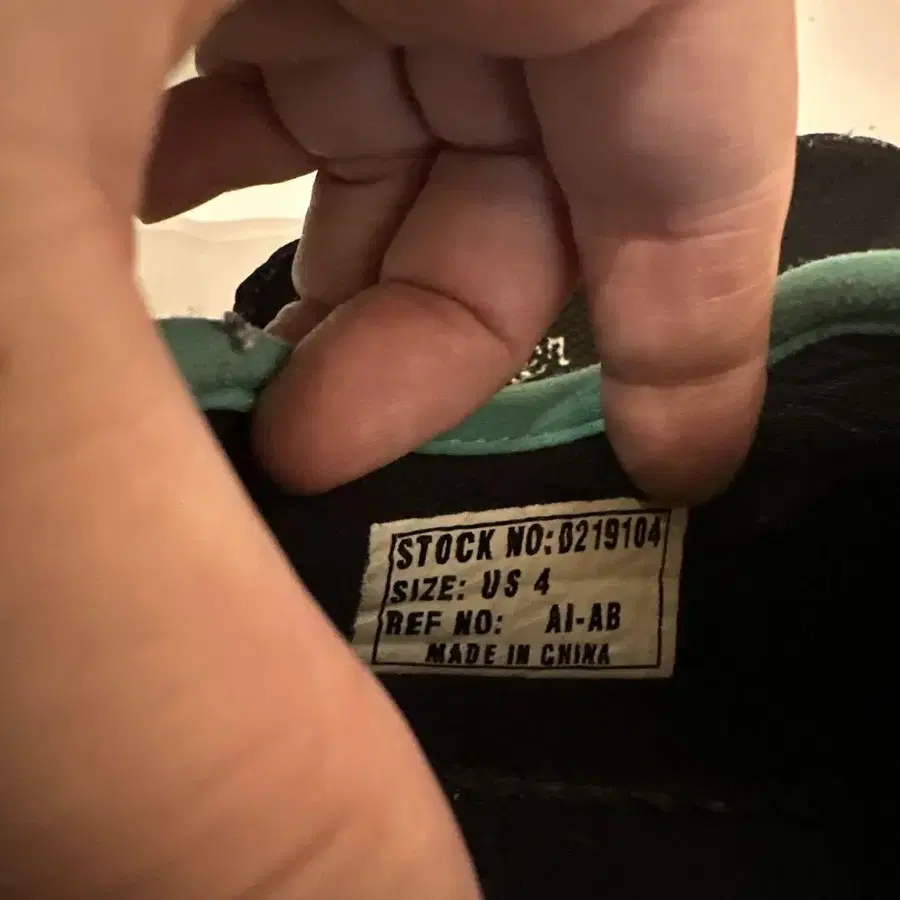 STOCK NO: 0219104
SIZE: US 4
REF NO: AI-AB
MADE IN CHINA